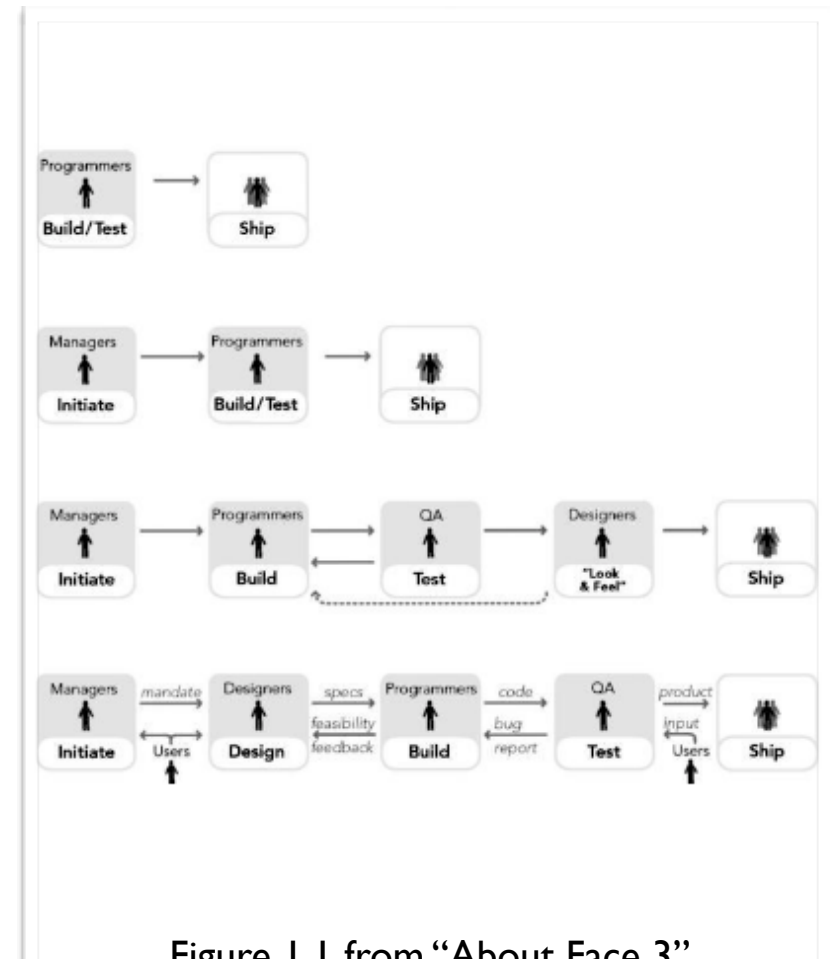 Programmers
Build/Test
Ship
Managers
Initiate
Programmers
Build/Test
Ship
Managers
Initiate
Programmers
Build
QA
Test
Designers
"Look
& Feel"
Ship
Managers
Initiate
mandate
Users
Designers
Design
specs
feasibility
feedback
Programmers
Build
code
bug
report
QA
Test
product
input
Users
Ship
Figure 1.1 from “About Face 3”